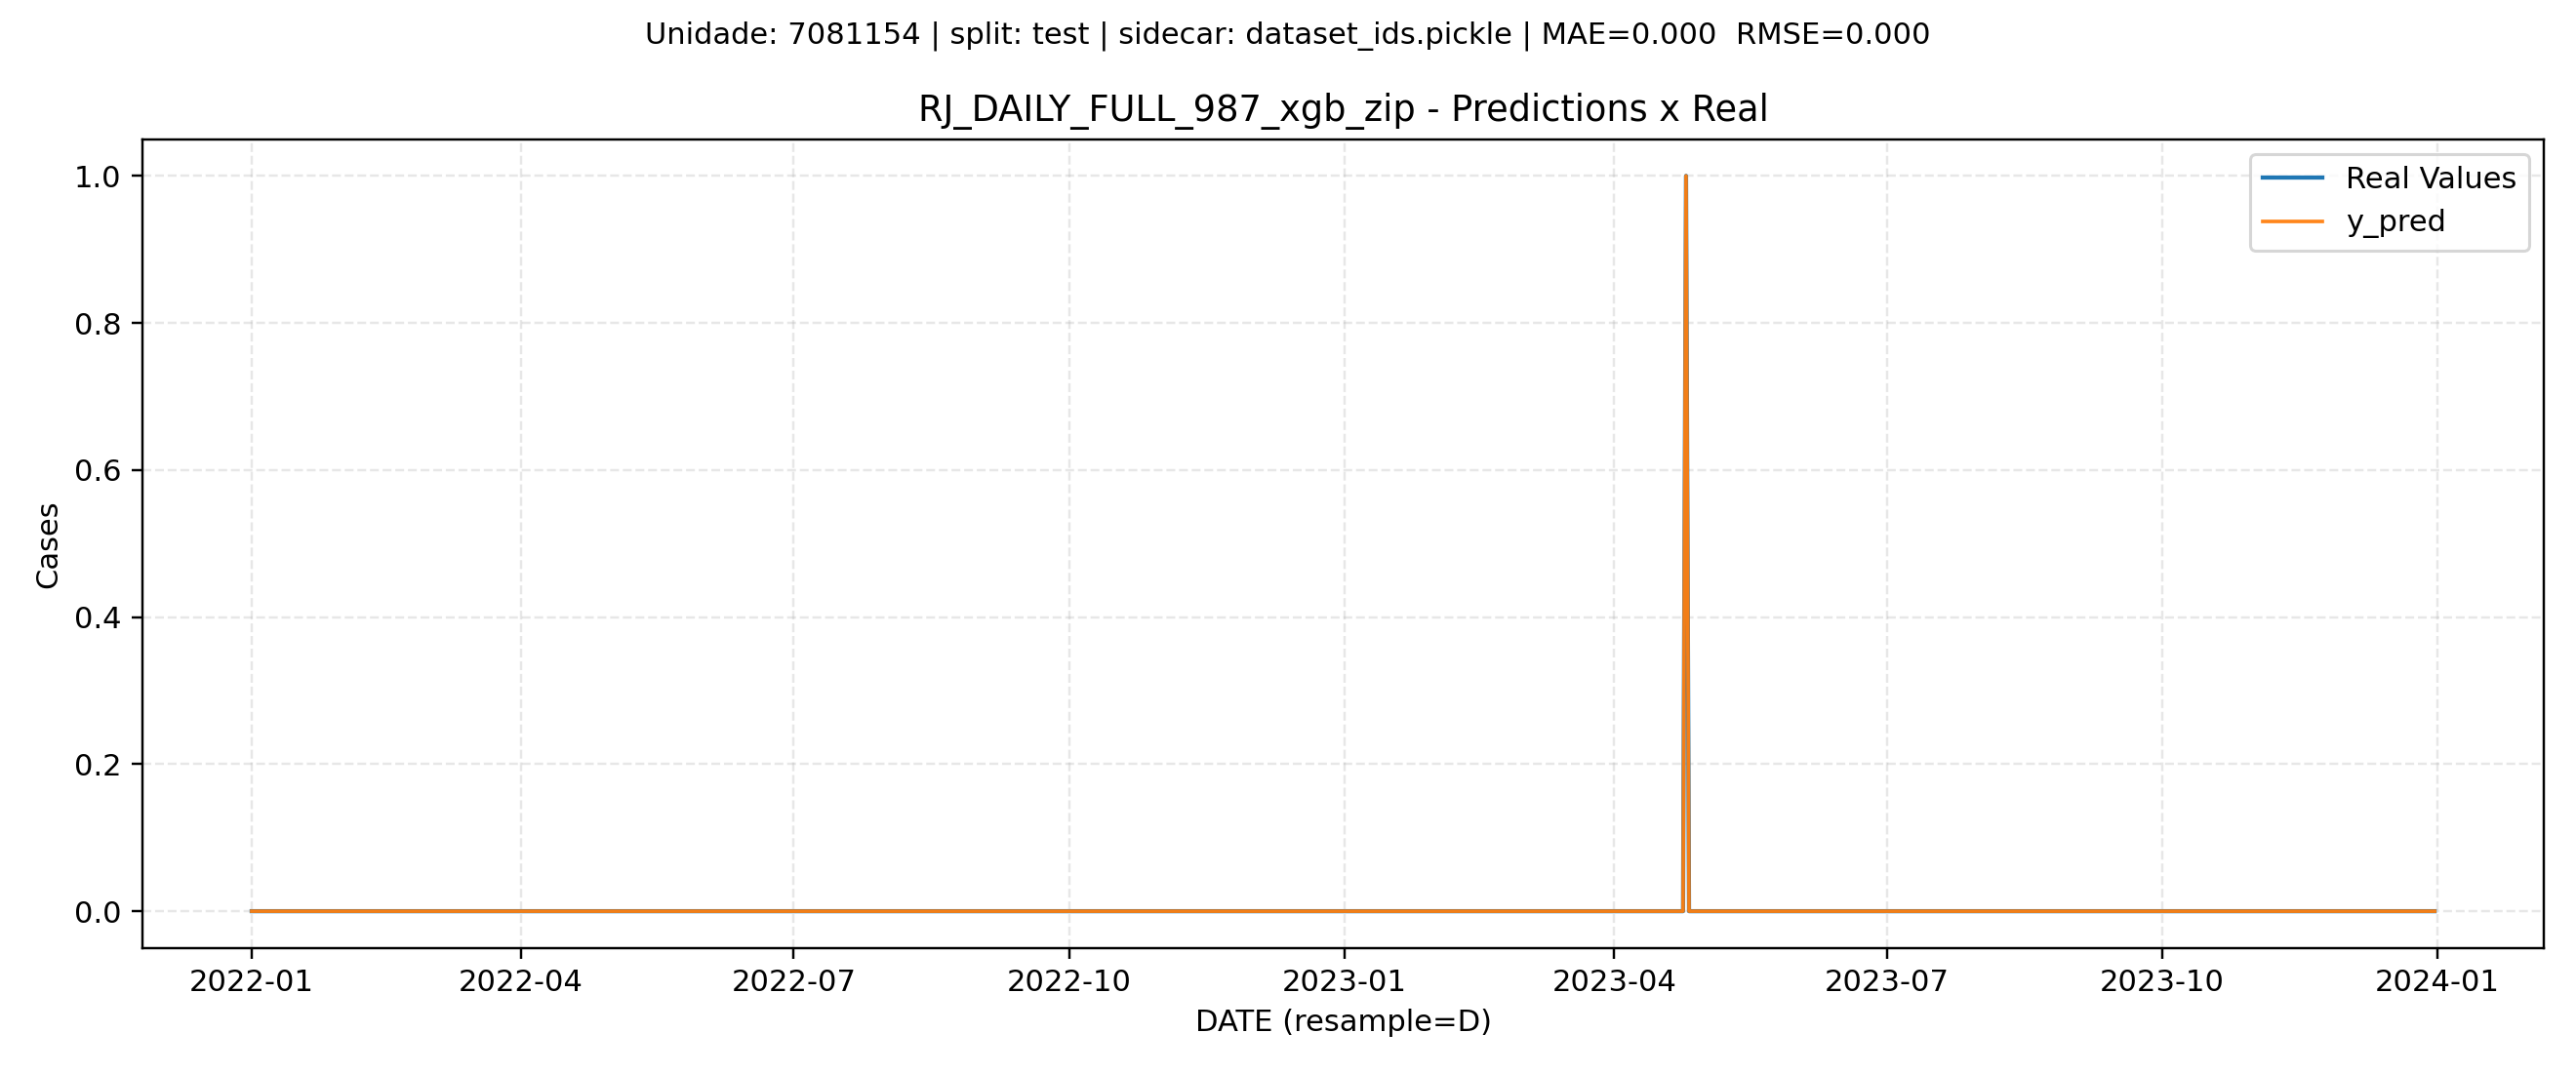 Unidade: 7081154 | split: test | sidecar: dataset_ids.pickle | MAE=0.000  RMSE=0.000
RJ_DAILY_FULL_987_xgb_zip - Predictions x Real
Real Values
y_pred
1.0
0.8
0.6
0.4
0.2
0.0
Cases
2022-01
2022-04
2022-07
2022-10
2023-01
2023-04
2023-07
2023-10
2024-01
DATE (resample=D)